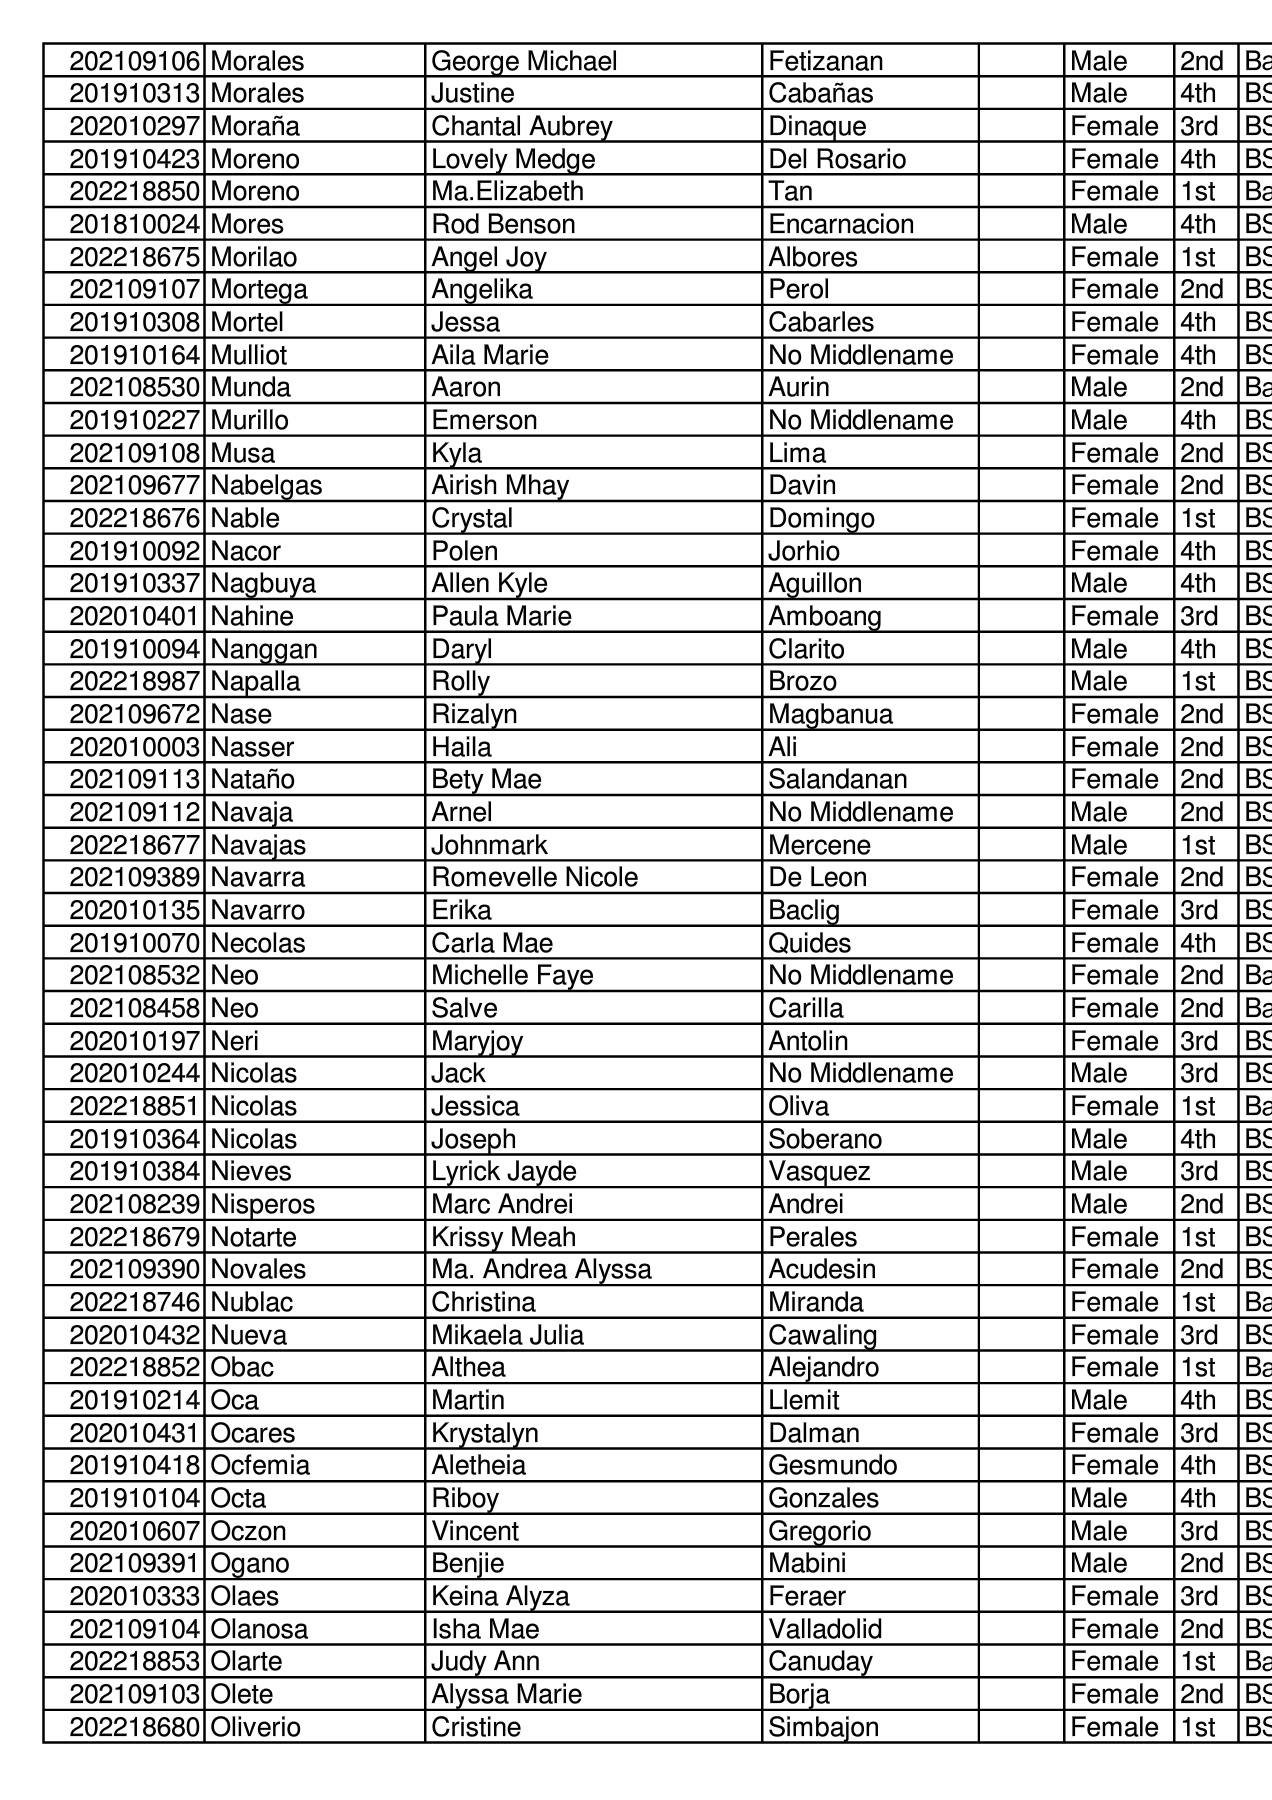 202109106 Morales George Michael Fetizanan Male 2nd Ba
201910313 Morales Justine Cabañas Male 4th BS
202010297 Moraña Chantal Aubrey Dinaque Female 3rd BS
201910423 Moreno Lovely Medge Del Rosario Female 4th BS
202218850 Moreno Ma.Elizabeth Tan Female 1st Ba
201810024 Mores Rod Benson Encarnacion Male 4th BS
202218675 Morilao Angel Joy Albores Female 1st BS
202109107 Mortega Angelika Perol Female 2nd BS
201910308 Mortel Jessa Cabarles Female 4th BS
201910164 Mulliot Aila Marie No Middlename Female 4th BS
202108530 Munda Aaron Aurin Male 2nd Ba
201910227 Murillo Emerson No Middlename Male 4th BS
202109108 Musa Kyla Lima Female 2nd BS
202109677 Nabelgas Airish Mhay Davin Female 2nd BS
202218676 Nable Crystal Domingo Female 1st BS
201910092 Nacor Polen Jorhio Female 4th BS
201910337 Nagbuya Allen Kyle Aguillon Male 4th BS
202010401 Nahine Paula Marie Amboang Female 3rd BS
201910094 Nanggan Daryl Clarito Male 4th BS
202218987 Napalla Rolly Brozo Male 1st BS
202109672 Nase Rizalyn Magbanua Female 2nd BS
202010003 Nasser Haila Ali Female 2nd BS
202109113 Nataño Bety Mae Salandanan Female 2nd BS
202109112 Navaja Arnel No Middlename Male 2nd BS
202218677 Navajas Johnmark Mercene Male 1st BS
202109389 Navarra Romevelle Nicole De Leon Female 2nd BS
202010135 Navarro Erika Baclig Female 3rd BS
201910070 Necolas Carla Mae Quides Female 4th BS
202108532 Neo Michelle Faye No Middlename Female 2nd Ba
202108458 Neo Salve Carilla Female 2nd Ba
202010197 Neri Maryjoy Antolin Female 3rd BS
202010244 Nicolas Jack No Middlename Male 3rd BS
202218851 Nicolas Jessica Oliva Female 1st Ba
201910364 Nicolas Joseph Soberano Male 4th BS
201910384 Nieves Lyrick Jayde Vasquez Male 3rd BS
202108239 Nisperos Marc Andrei Andrei Male 2nd BS
202218679 Notarte Krissy Meah Perales Female 1st BS
202109390 Novales Ma. Andrea Alyssa Acudesin Female 2nd BS
202218746 Nublac Christina Miranda Female 1st Ba
202010432 Nueva Mikaela Julia Cawaling Female 3rd BS
202218852 Obac Althea Alejandro Female 1st Ba
201910214 Oca Martin Llemit Male 4th BS
202010431 Ocares Krystalyn Dalman Female 3rd BS
201910418 Ocfemia Aletheia Gesmundo Female 4th BS
201910104 Octa Riboy Gonzales Male 4th BS
202010607 Oczon Vincent Gregorio Male 3rd BS
202109391 Ogano Benjie Mabini Male 2nd BS
202010333 Olaes Keina Alyza Feraer Female 3rd BS
202109104 Olanosa Isha Mae Valladolid Female 2nd BS
202218853 Olarte Judy Ann Canuday Female 1st Ba
202109103 Olete Alyssa Marie Borja Female 2nd BS
202218680 Oliverio Cristine Simbajon Female 1st BS